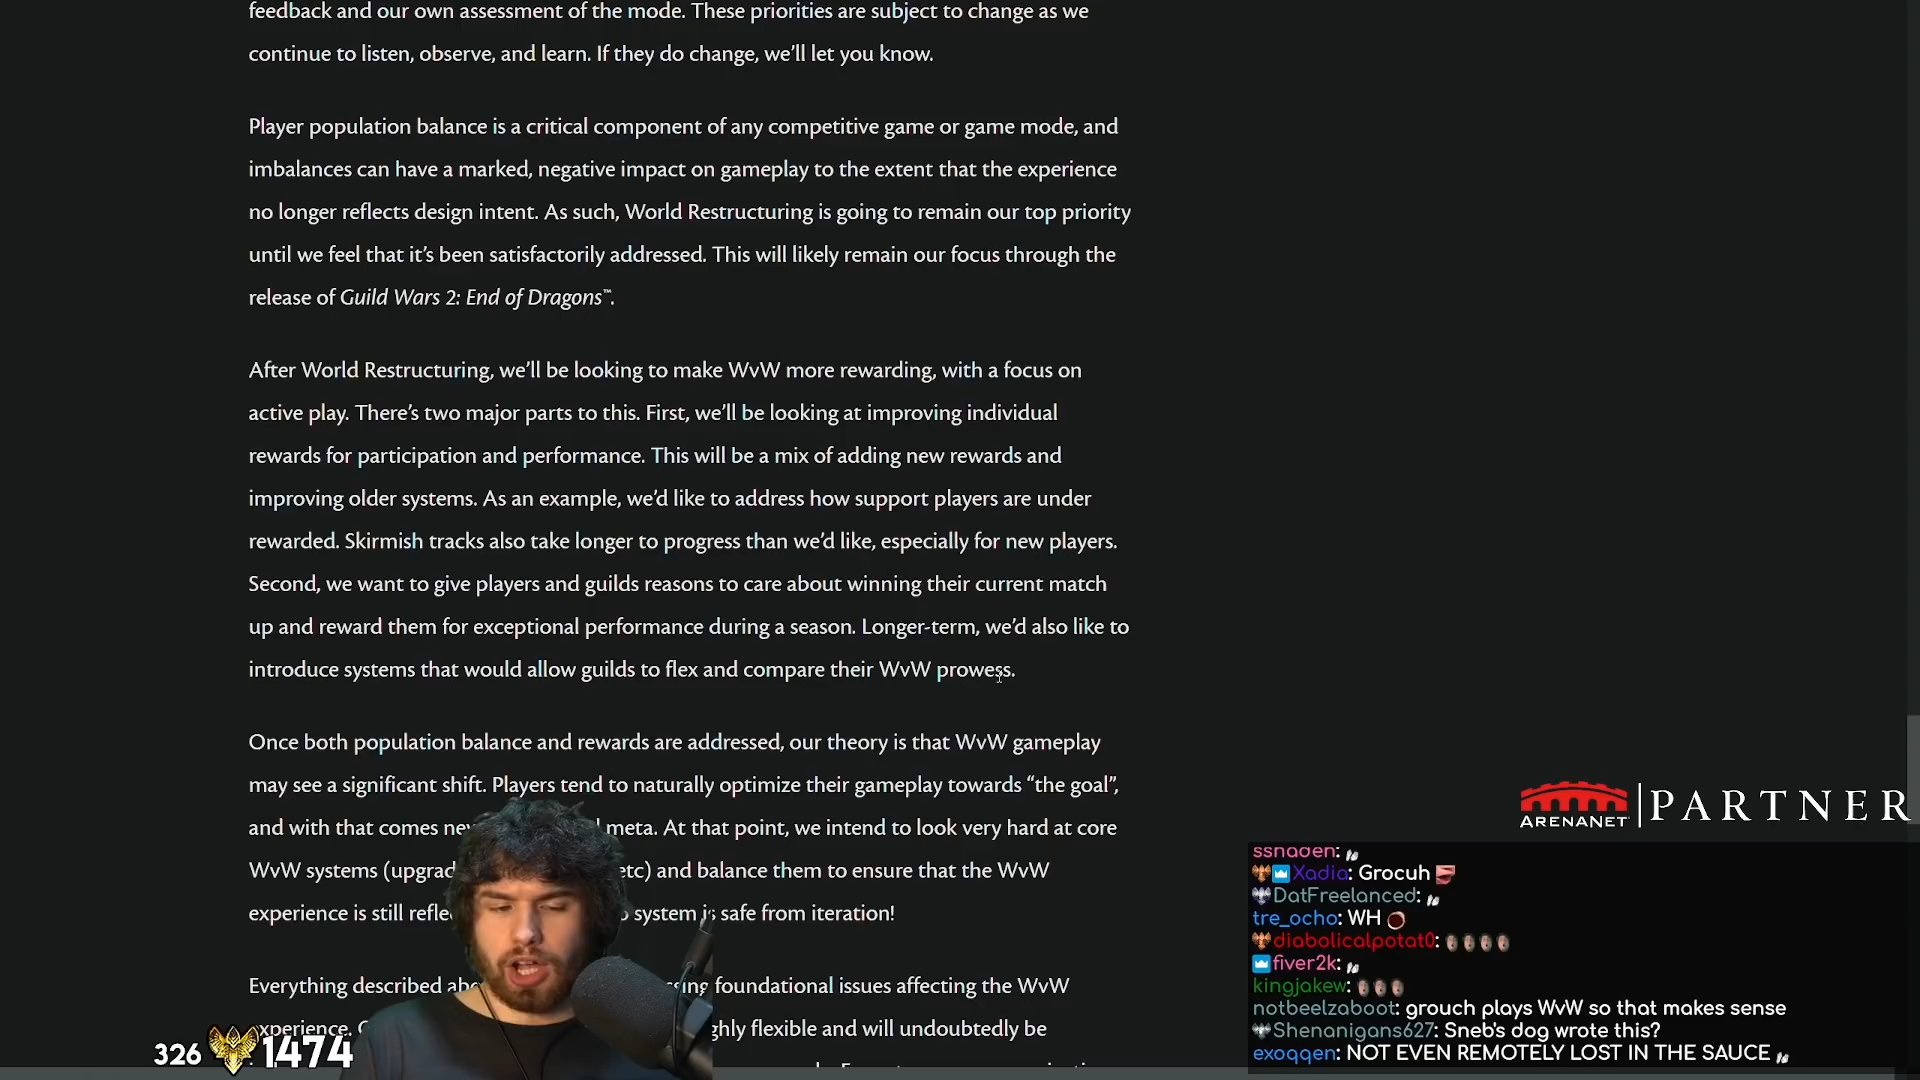 feedback and our own assessment of the mode. These priorities are subject to change as we
continue to listen, observe, and learn. If they do change, we’ll let you know.
Player population balance is a critical component of any competitive game or game mode, and
imbalances can have a marked, negative impact on gameplay to the extent that the experience
no longer reflects design intent. As such, World Restructuring is going to remain our top priority
until we feel that it’s been satisfactorily addressed. This will likely remain our focus through the
release of Guild Wars 2: End of Dragons™.
After World Restructuring, we’ll be looking to make WvW more rewarding, with a focus on
active play. There’s two major parts to this. First, we’ll be looking at improving individual
rewards for participation and performance. This will be a mix of adding new rewards and
improving older systems. As an example, we’d like to address how support players are under
rewarded. Skirmish tracks also take longer to progress than we’d like, especially for new players.
Second, we want to give players and guilds reasons to care about winning their current match
up and reward them for exceptional performance during a season. Longer-term, we’d also like to
introduce systems that would allow guilds to flex and compare their WvW prowess.
Once both population balance and rewards are addressed, our theory is that WvW gameplay
may see a significant shift. Players tend to naturally optimize their gameplay towards “the goal”,
and with that comes meta. At that point, we intend to look very hard at core
WvW systems (upgrad etc) and balance them to ensure that the WvW
experience is still system is safe from iteration!
Everything described foundational issues affecting the WvW
experience. flexible and will undoubtedly be
326 1474
ARENANET PARTNER
ssnaden:
Xadia: Grocuh
DatFreelanced:
tre_ocho: WH
diabolicalpotat0:
fiver2k:
kingjakew:
notbeelzaboot: grouch plays WvW so that makes sense
Shenanigans627: Sneb's dog wrote this?
exoqqen: NOT EVEN REMOTELY LOST IN THE SAUCE